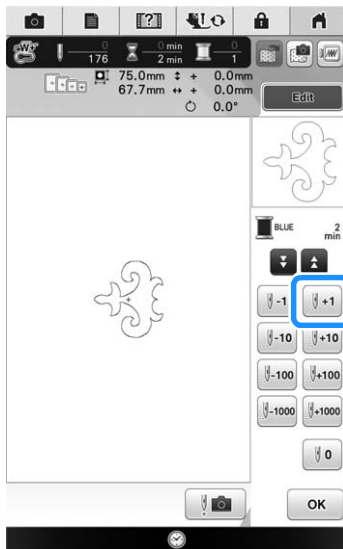 [?]
"W"
0
176
0 min
2 min
0
1
75.0mm + 0.0mm
67.7mm + 0.0mm
0.0°
Edit
BLUE 2 min
-1 +1
-10 +10
-100 +100
-1000 +1000
0
OK